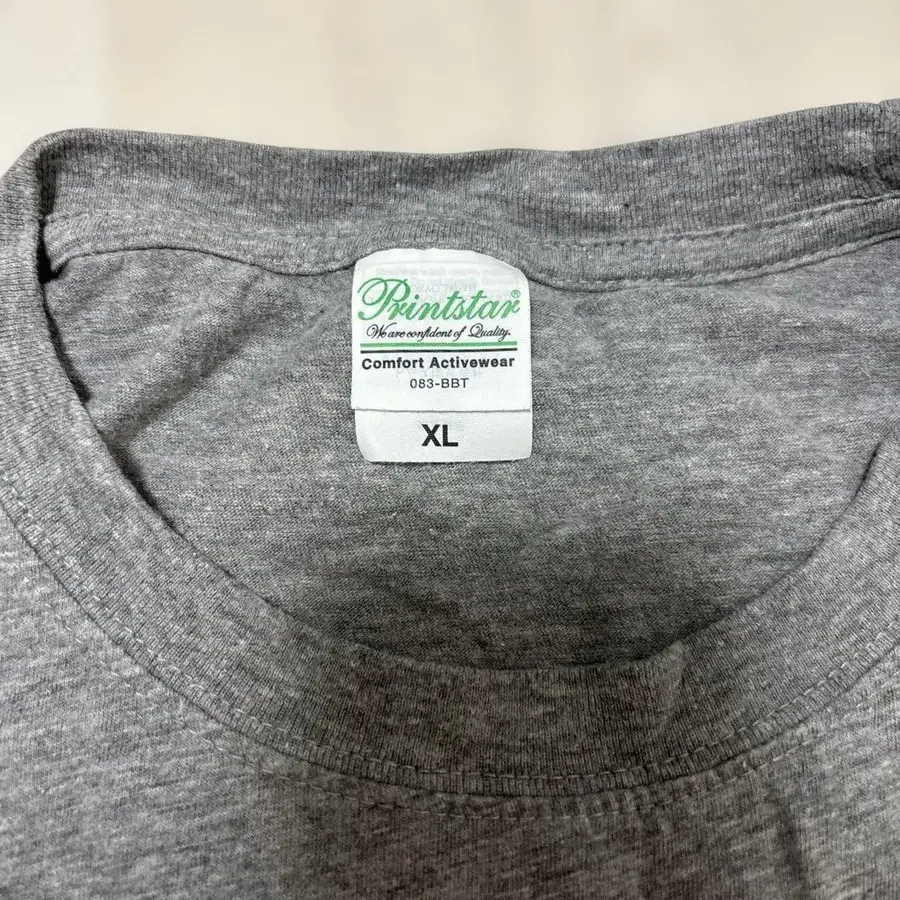 Printstar®
We are confident of Quality.
Comfort Activewear
083-BBT
XL